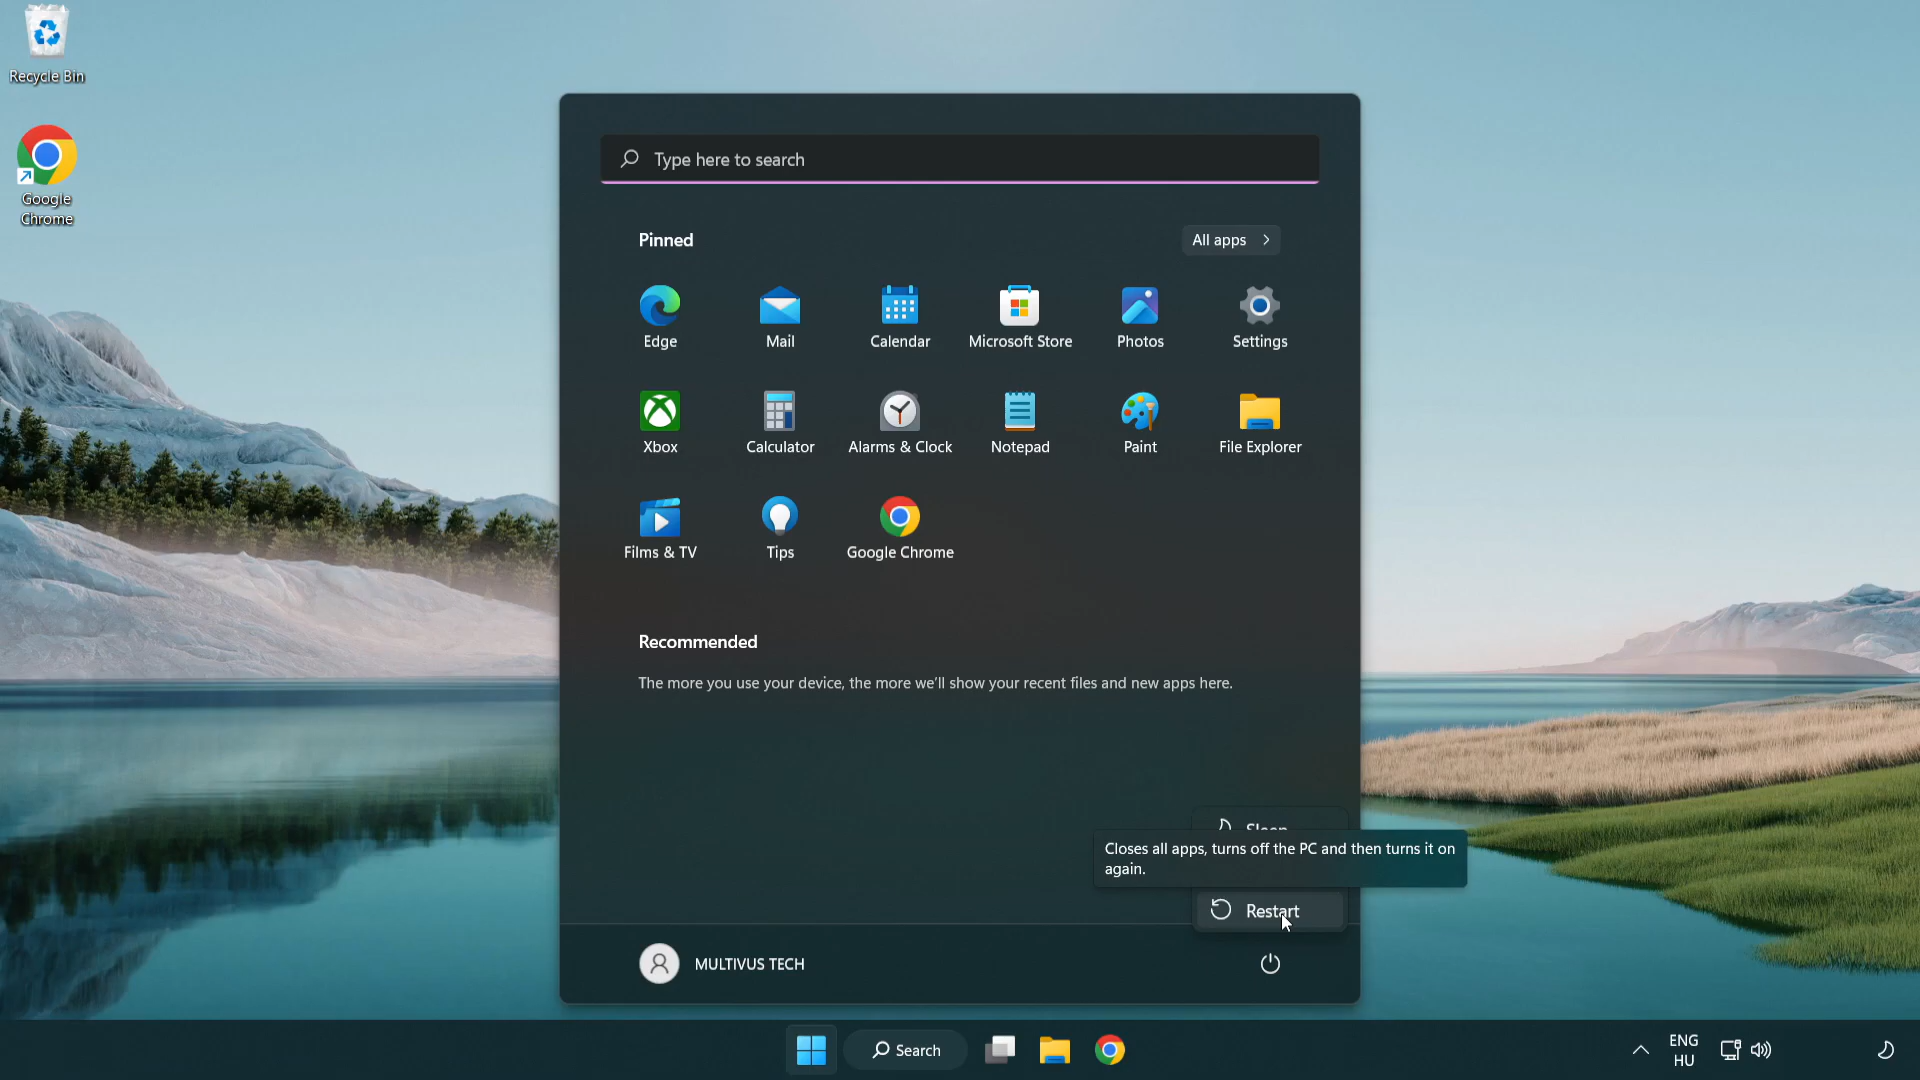 Recycle Bin
Google
Chrome
Type here to search
Pinned
All apps
Edge
Mail
Calendar
Microsoft Store
Photos
Settings
Xbox
Calculator
Alarms & Clock
Notepad
Paint
File Explorer
Films & TV
Tips
Google Chrome
Recommended
The more you use your device, the more we'll show your recent files and new apps here.
Sleep
Closes all apps, turns off the PC and then turns it on
again.
Restart
MULTIVUS TECH
Search
ENG
HU